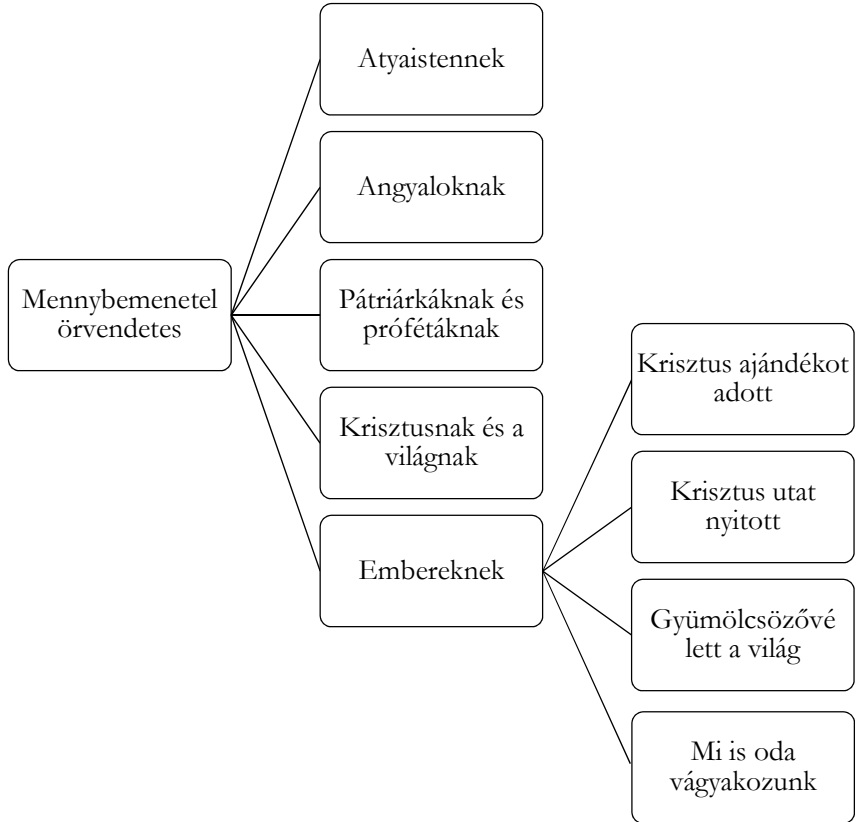 Mennybemenetel
örvendetes
Atyaistennek
Angyaloknak
Pátriárkáknak és
prófétáknak
Krisztusnak és a
világnak
Embereknek
Krisztus ajándékot
adott
Krisztus utat
nyitott
Gyümölcsözővé
lett a világ
Mi is oda
vágyakozunk